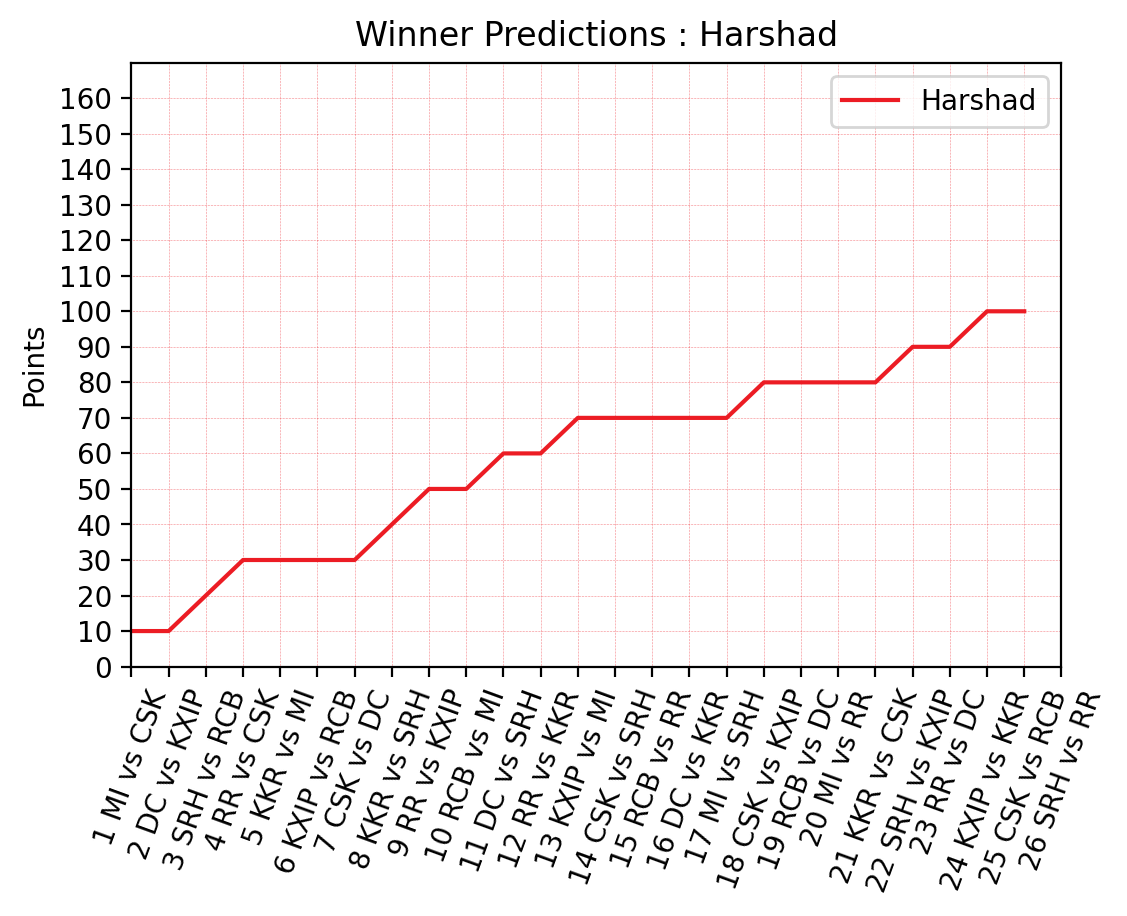 Winner Predictions : Harshad
Harshad
Points
160
150
140
130
120
110
100
90
80
70
60
50
40
30
20
10
0
1 MI vs CSK
2 DC vs KXIP
3 SRH vs RCB
4 RR vs CSK
5 KKR vs MI
6 KXIP vs RCB
7 CSK vs DC
8 KKR vs SRH
9 RR vs KXIP
10 RCB vs MI
11 DC vs SRH
12 RR vs KKR
13 KXIP vs MI
14 CSK vs SRH
15 RCB vs RR
16 DC vs KKR
17 MI vs SRH
18 CSK vs KXIP
19 RCB vs DC
20 MI vs RR
21 KKR vs CSK
22 SRH vs KXIP
23 RR vs DC
24 KXIP vs KKR
25 CSK vs RCB
26 SRH vs RR